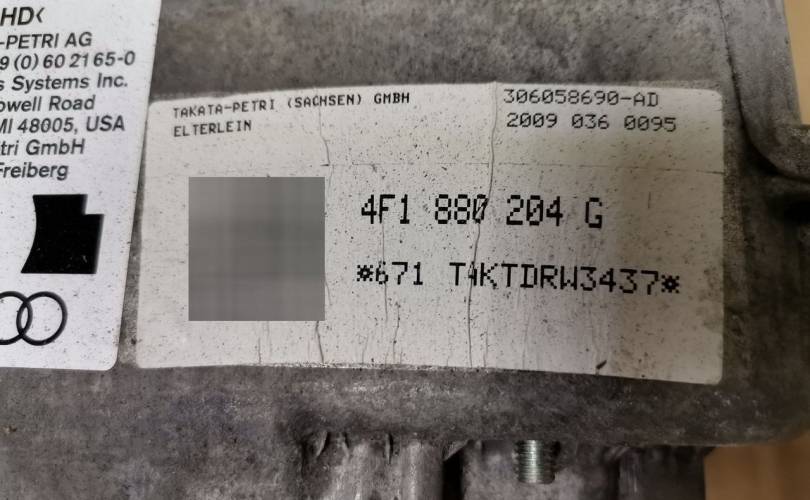 HD<
-PETRI AG
9 (0) 60 21 65-0
s Systems Inc.
owell Road
MI 48005, USA
tri GmbH
Freiberg
TAKATA-PETRI (SACHSEN) GMBH
ELTERLEIN
306058690-AD
2009 036 0095
4F1 880 204 G
*671 T4KTDRW3437*